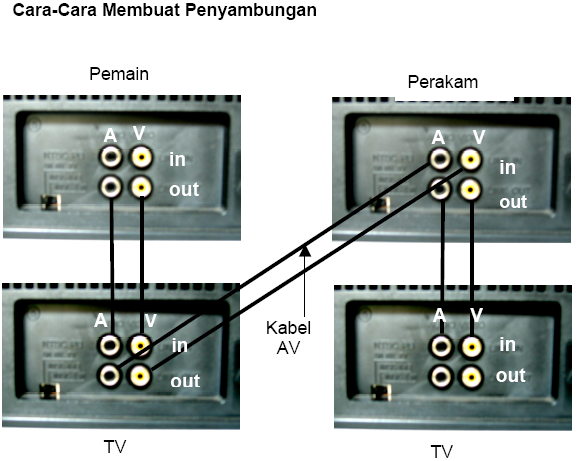 Cara-Cara Membuat Penyambungan
Pemain
Perakam
A V
in
out
A V
in
out
A V
in
out
A V
in
out
Kabel
AV
TV
TV